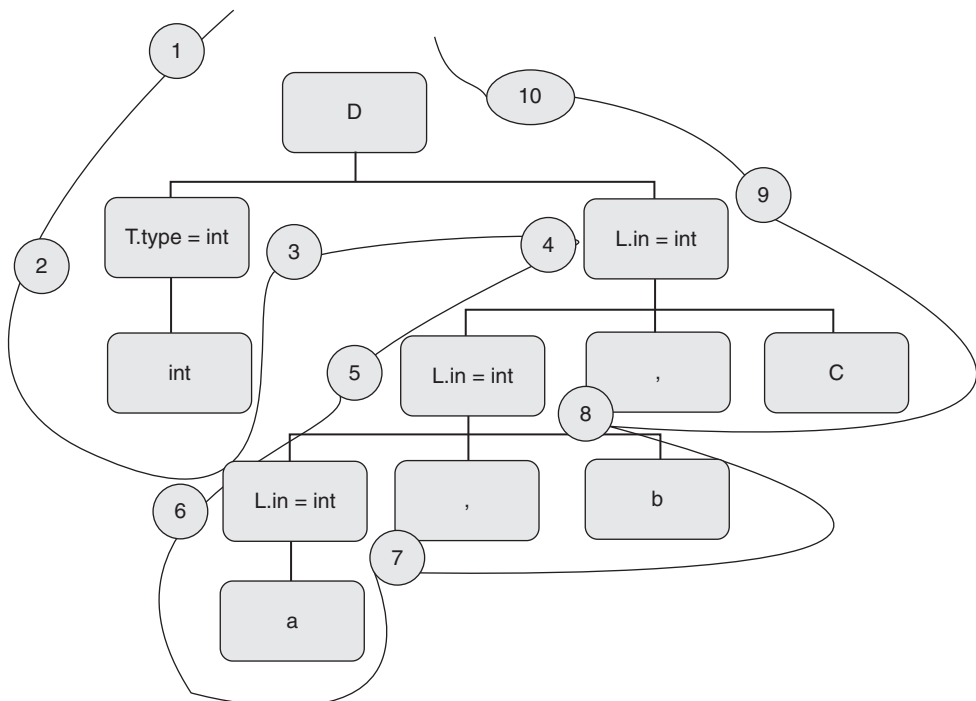 1
10
D
9
T.type = int
3
4
L.in = int
2
int
5
L.in = int
,
C
8
6
L.in = int
,
b
7
a